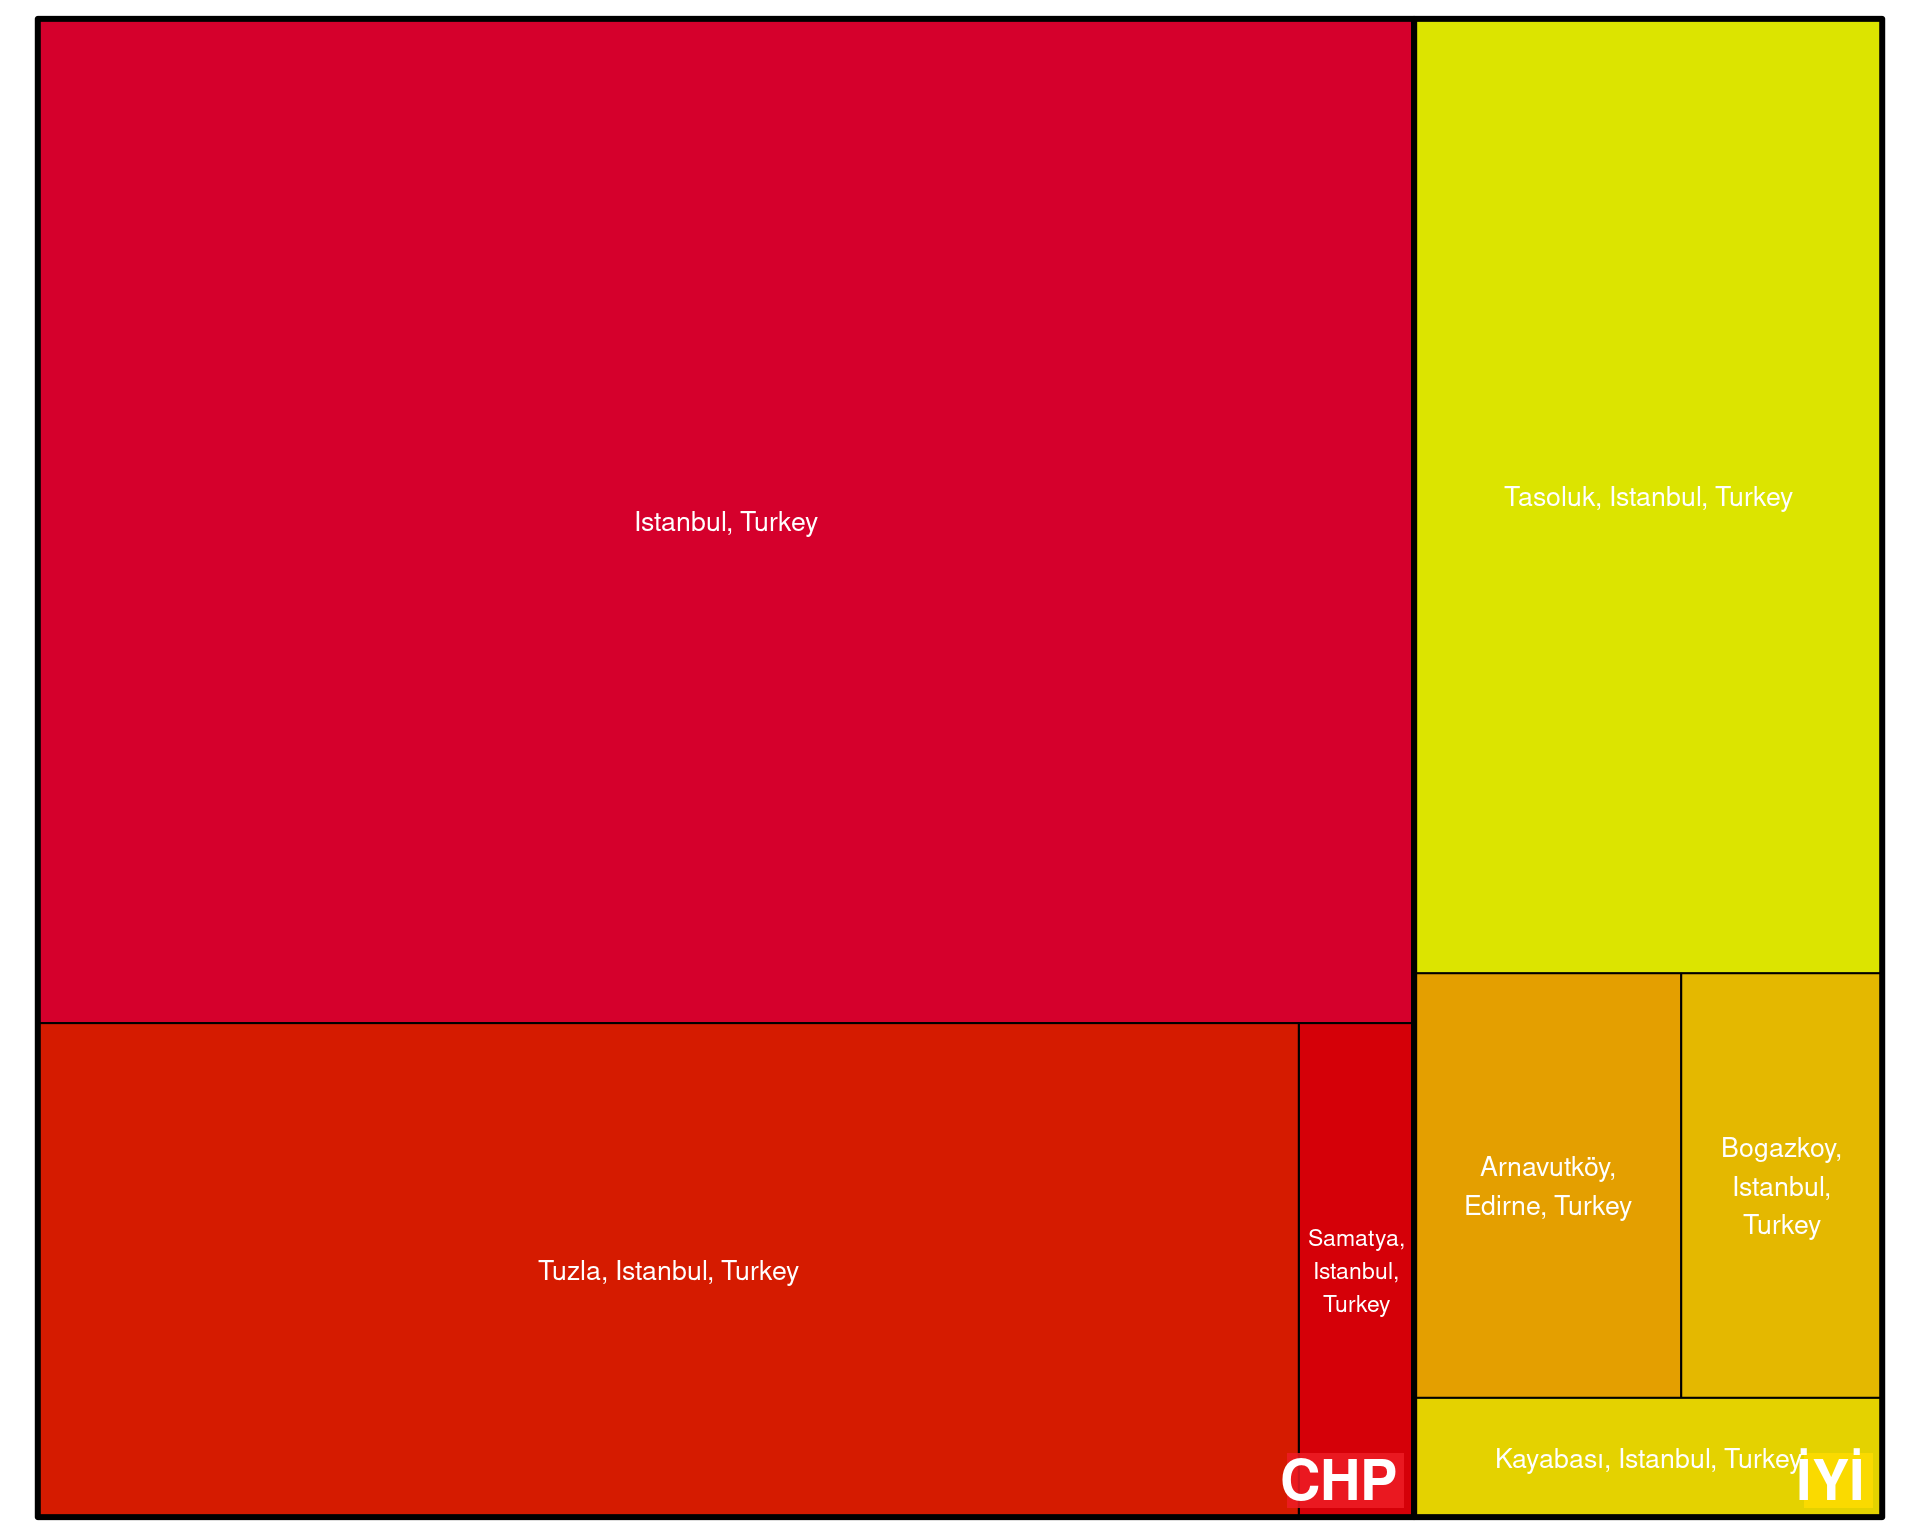 Istanbul, Turkey
Tuzla, Istanbul, Turkey
Samatya,
Istanbul,
Turkey
CHP
Tasoluk, Istanbul, Turkey
Arnavutköy,
Edirne, Turkey
Bogazkoy,
Istanbul,
Turkey
Kayabası, Istanbul, Turkey
İYİ